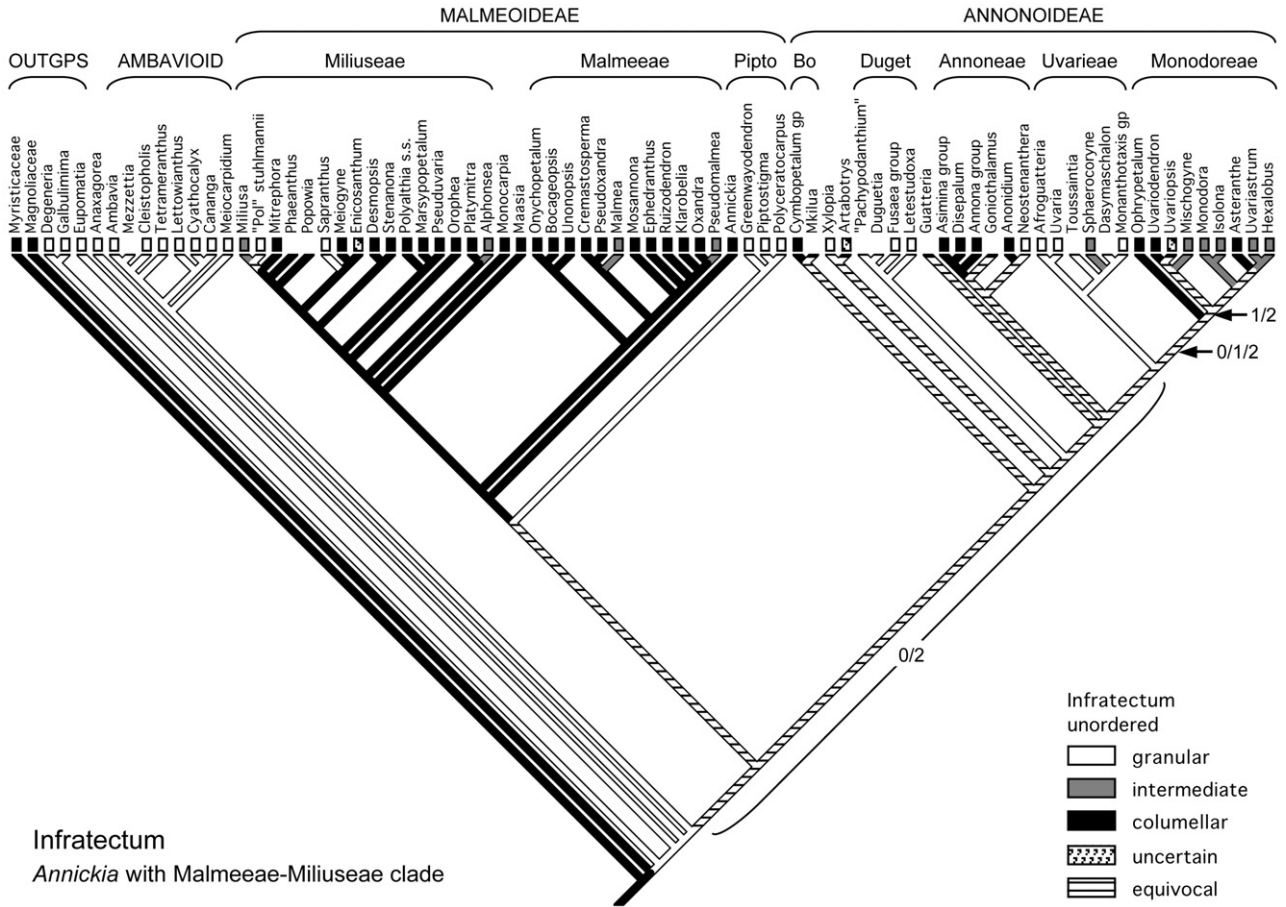 MALMEOIDEAE ANNONOIDEAE
OUTGPS AMBAVIOID Miliuseae Malmeeae Pipto Bo Duget Annoneae Uvarieae Monodoreae
Myristicaceae
Magnoliaceae
Degeneria
Galbulimima
Eupomatia
Anaxagorea
Ambavia
Mezzettia
Cleistopholis
Tetrameranthus
Lettowianthus
Cyathocalyx
Cananga
Meiocarpidium
Miliusa
"Pol" stuhlmannii
Mitrephora
Phaeanthus
Popowia
Sapranthus
Meiogyne
Enicosanthum
Desmopsis
Stenanona
Polyalthia s.s.
Marsypopetalum
Pseuduvaria
Orophea
Platymitra
Alphonsea
Monocarpia
Maasia
Onychopetalum
Bocageopsis
Unonopsis
Cremastosperma
Pseudoxandra
Malmea
Mosannona
Ephedranthus
Ruizodendron
Klarobelia
Oxandra
Pseudomalmea
Annickia
Greenwayodendron
Piptostigma
Polyceratocarpus
Cymbopetalum gp
Mkilua
Xylopia
Artabotrys
"Pachypodanthium"
Duguetia
Fusaea group
Letestudoxa
Guatteria
Asimina group
Disepalum
Annona group
Goniothalamus
Anonidium
Neostenanthera
Afroguatteria
Uvaria
Toussaintia
Sphaerocoryne
Dasymaschalon
Monanthotaxis gp
Ophrypetalum
Uvariodendron
Uvariopsis
Mischogyne
Monodora
Isolona
Asteranthe
Uvariastrum
Hexalobus
1/2
0/1/2
0/2
Infratectum
unordered
granular
intermediate
columellar
uncertain
equivocal
Infratectum
Annickia with Malmeeae-Miliuseae clade